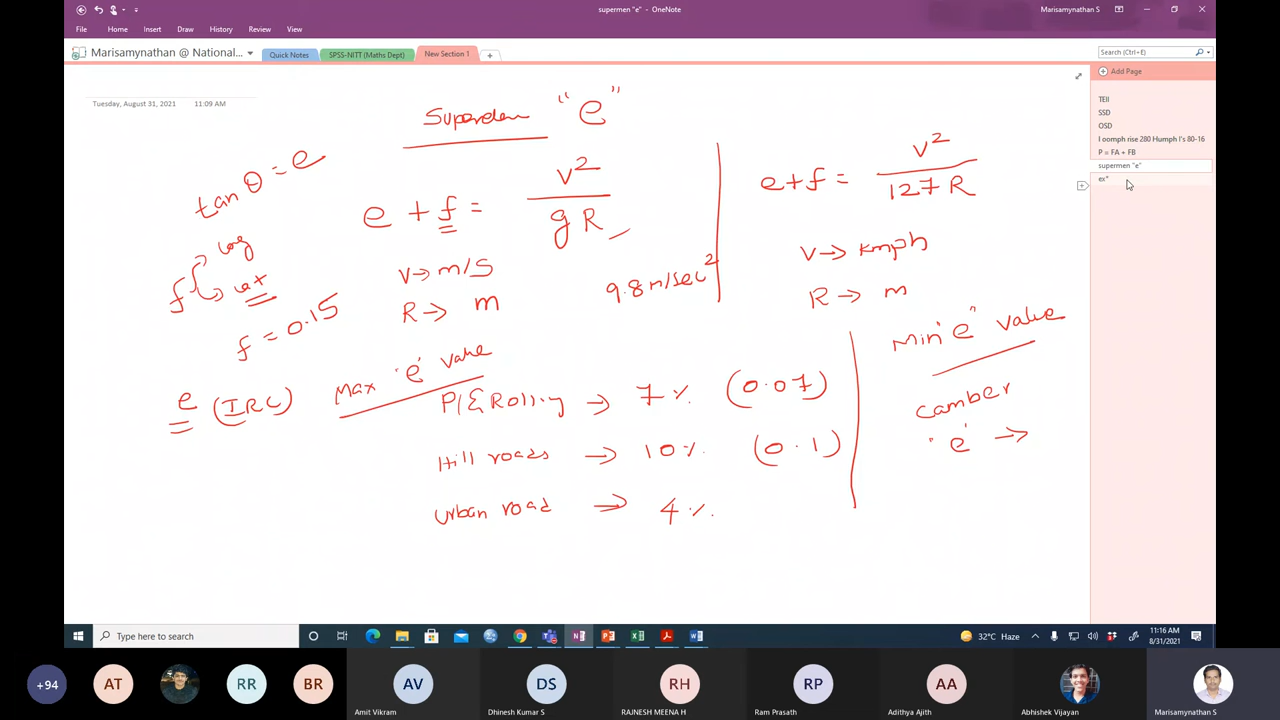 supermen "e" - OneNote
Marisamynathan S
File Home Insert Draw History Review View
Marisamynathan @ National...
Quick Notes
SPSS-NITT (Maths Dept)
New Section 1
Search (Ctrl+E)
Add Page
TEII
SSD
OSD
I oomph rise 280 Humph I's 80-16
P = FA + FB
supermen "e"
ex"
Tuesday, August 31, 2021 11:09 AM
"e"
tan θ = e
e + f = v² / gR
V → m/s
R → m
9.8 m/sec²
e+f = v² / 127 R
V → kmph
R → m
f
f = 0.15
e (IRC)
Max 'e' value
P/ & Rolling → 7% (0.07)
Hill roads → 10% (0.1)
Urban road → 4%
Min "e" value
camber
'e' →
Type here to search
32°C Haze
11:16 AM
8/31/2021
+94
AT
RR
BR
AV
Amit Vikram
DS
Dhinesh Kumar S
RH
RAJNESH MEENA H
RP
Ram Prasath
AA
Adithya Ajith
Abhishek Vijayan
Marisamynathan S